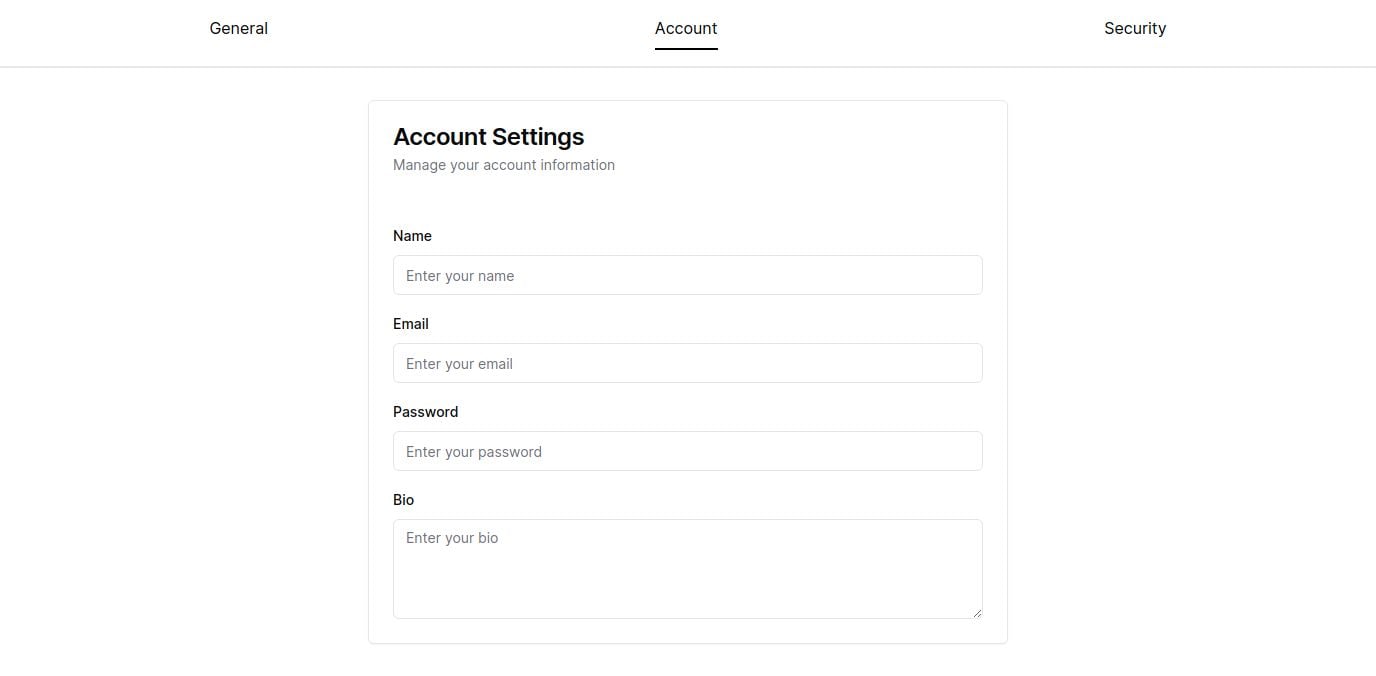 General
Account
Security
Account Settings
Manage your account information
Name
Enter your name
Email
Enter your email
Password
Enter your password
Bio
Enter your bio